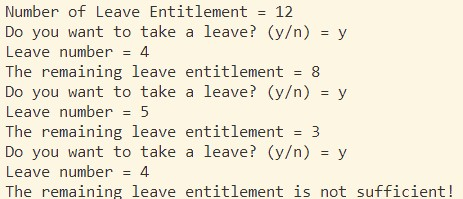 Number of Leave Entitlement = 12
Do you want to take a leave? (y/n) = y
Leave number = 4
The remaining leave entitlement = 8
Do you want to take a leave? (y/n) = y
Leave number = 5
The remaining leave entitlement = 3
Do you want to take a leave? (y/n) = y
Leave number = 4
The remaining leave entitlement is not sufficient!